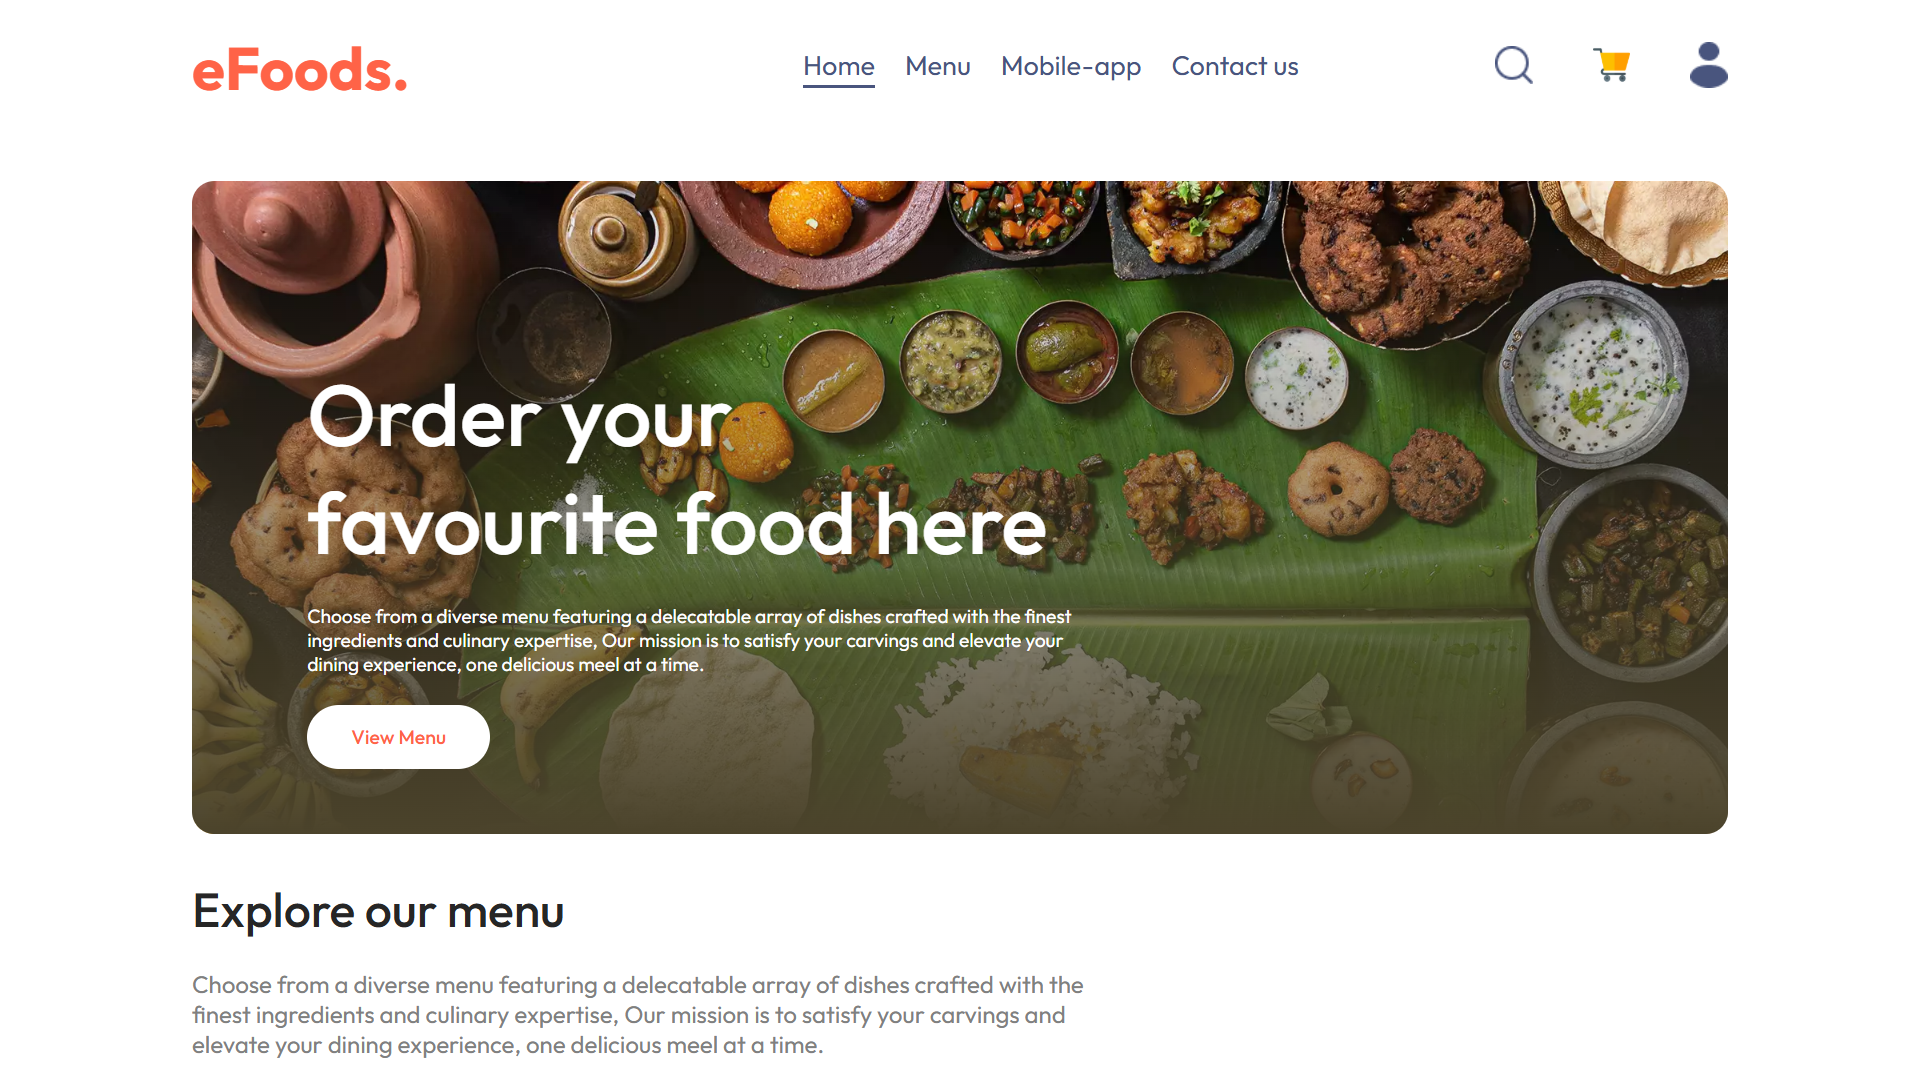 eFoods.
Home Menu Mobile-app Contact us
Order your
favourite food here
Choose from a diverse menu featuring a delecatable array of dishes crafted with the finest
ingredients and culinary expertise, Our mission is to satisfy your carvings and elevate your
dining experience, one delicious meel at a time.
View Menu
Explore our menu
Choose from a diverse menu featuring a delecatable array of dishes crafted with the
finest ingredients and culinary expertise, Our mission is to satisfy your carvings and
elevate your dining experience, one delicious meel at a time.